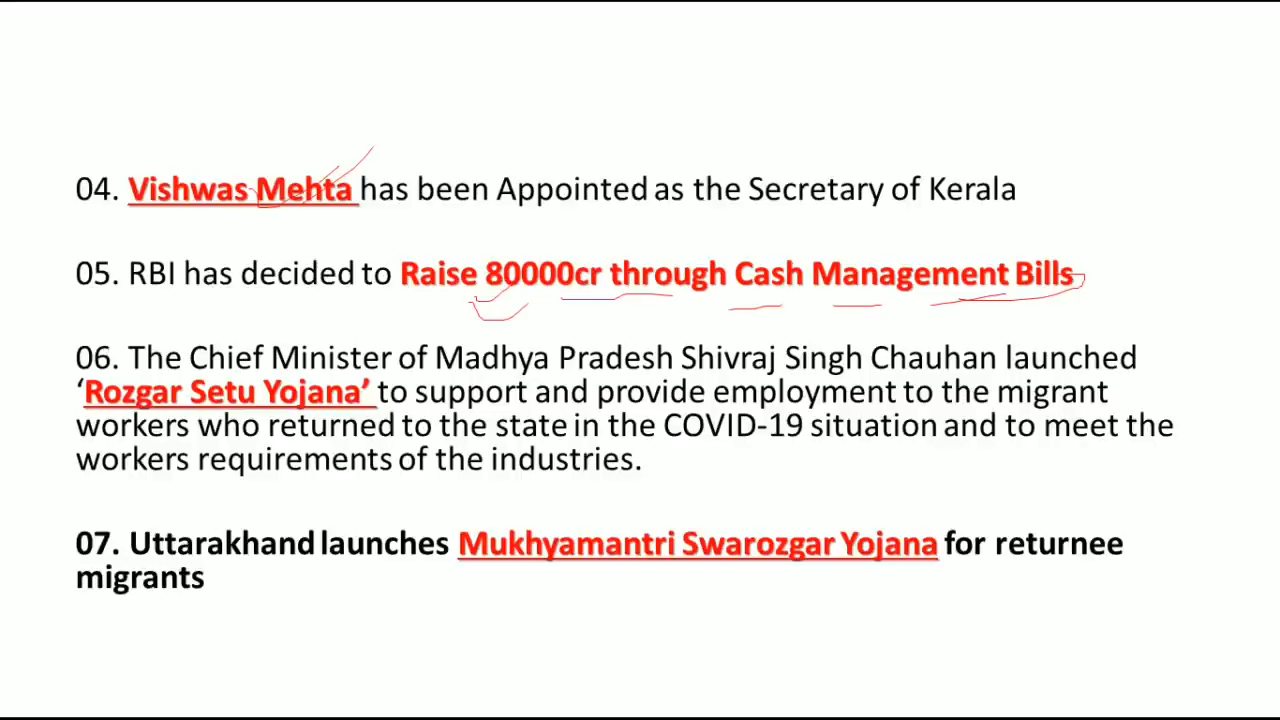 04. Vishwas Mehta has been Appointed as the Secretary of Kerala
05. RBI has decided to Raise 80000cr through Cash Management Bills
06. The Chief Minister of Madhya Pradesh Shivraj Singh Chauhan launched
‘Rozgar Setu Yojana’ to support and provide employment to the migrant
workers who returned to the state in the COVID-19 situation and to meet the
workers requirements of the industries.
07. Uttarakhand launches Mukhyamantri Swarozgar Yojana for returnee
migrants